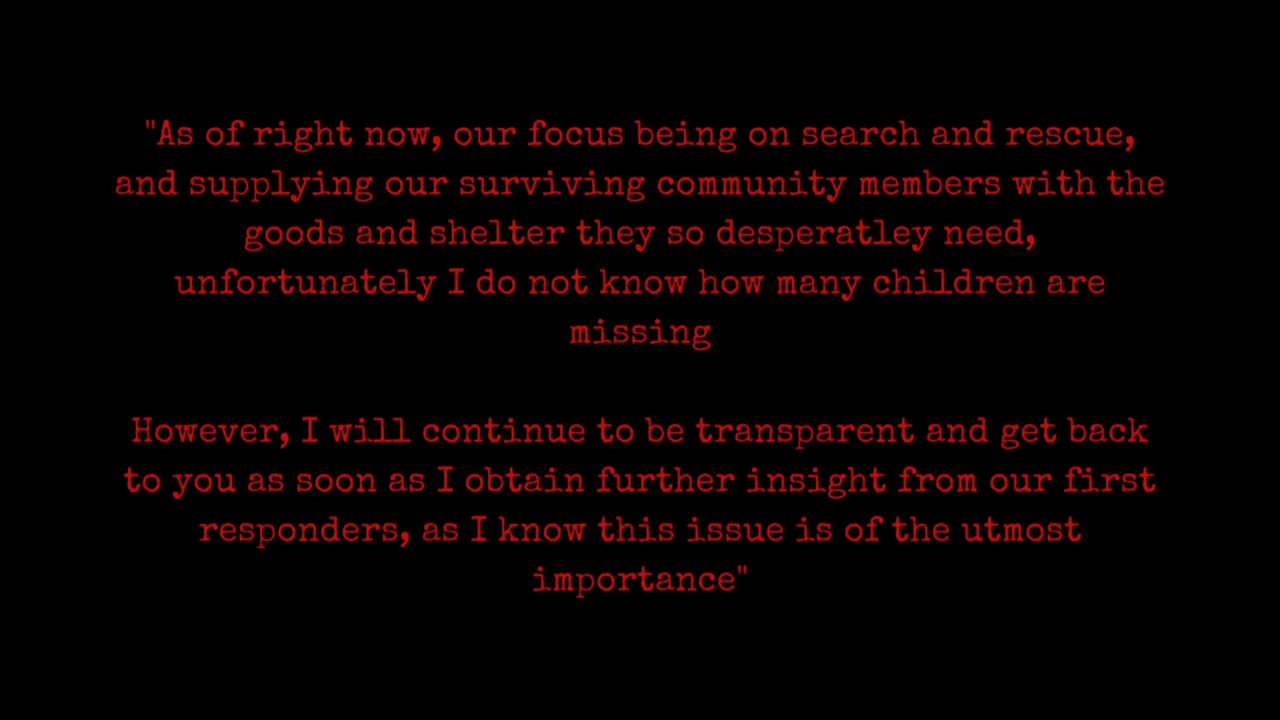 "As of right now, our focus being on search and rescue,
and supplying our surviving community members with the
goods and shelter they so desperatley need,
unfortunately I do not know how many children are
missing
However, I will continue to be transparent and get back
to you as soon as I obtain further insight from our first
responders, as I know this issue is of the utmost
importance"